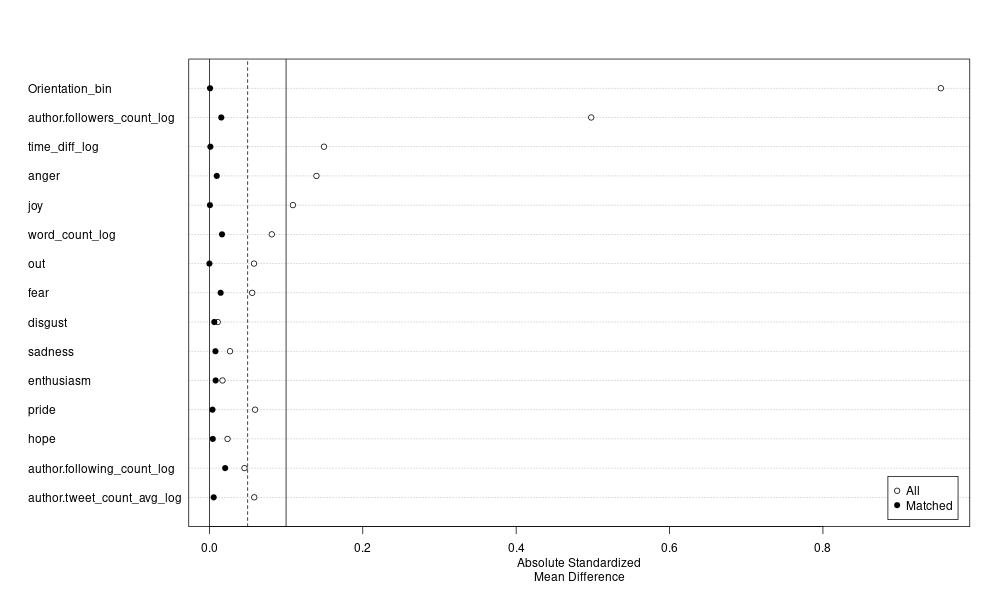 Orientation_bin
author.followers_count_log
time_diff_log
anger
joy
word_count_log
out
fear
disgust
sadness
enthusiasm
pride
hope
author.following_count_log
author.tweet_count_avg_log
All
Matched
0.0 0.2 0.4 0.6 0.8
Absolute Standardized
Mean Difference